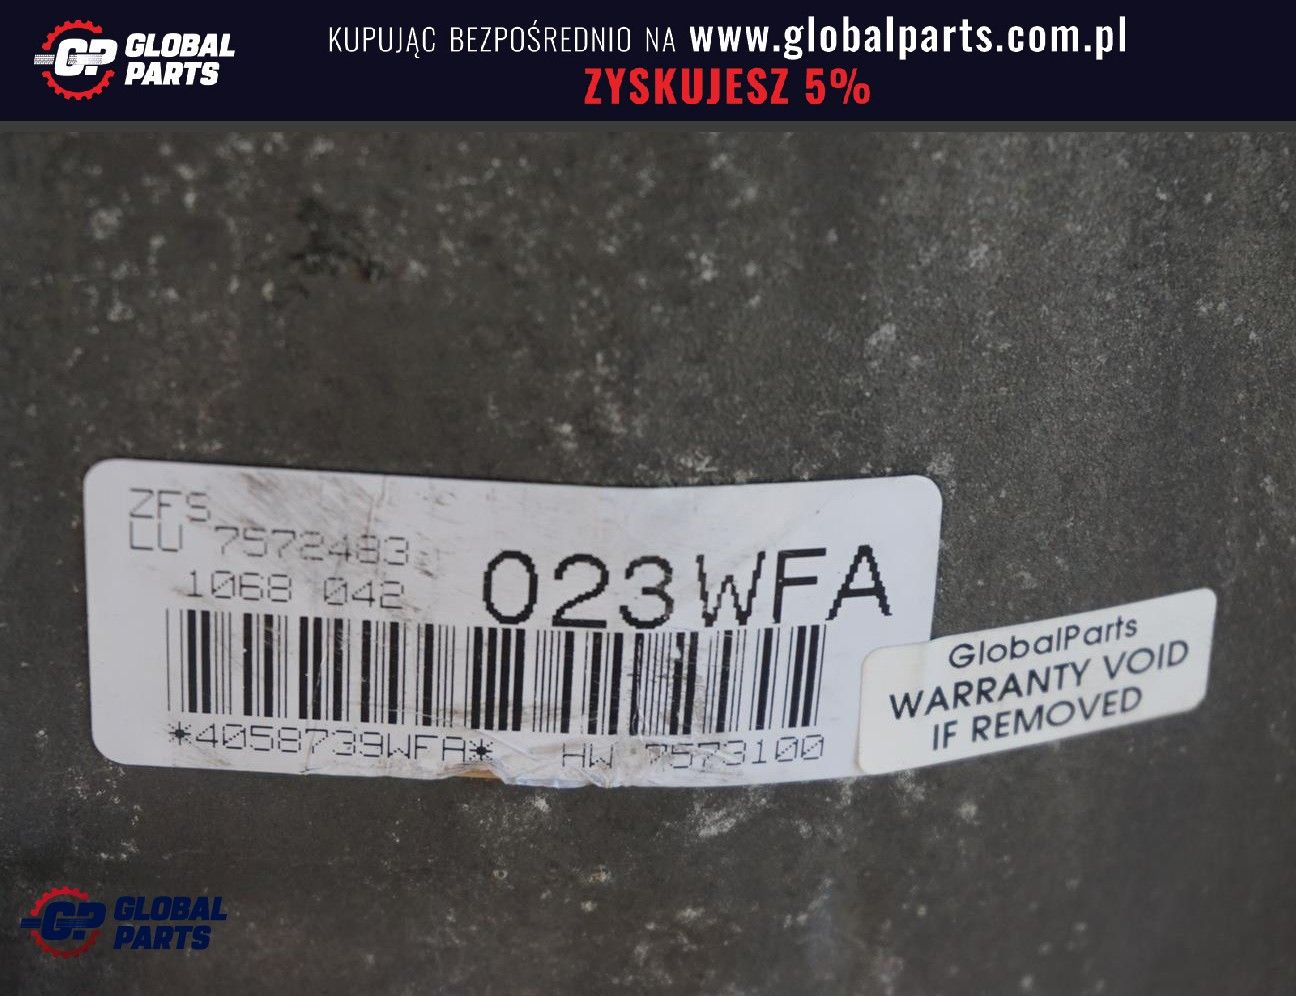 GP GLOBAL PARTS
KUPUJĄC BEZPOŚREDNIO NA www.globalparts.com.pl
ZYSKUJESZ 5%
ZFS
LU 7572483
1068 042
023WFA
*4058739WFA*
HW 7573100
GlobalParts
WARRANTY VOID
IF REMOVED
GP GLOBAL PARTS